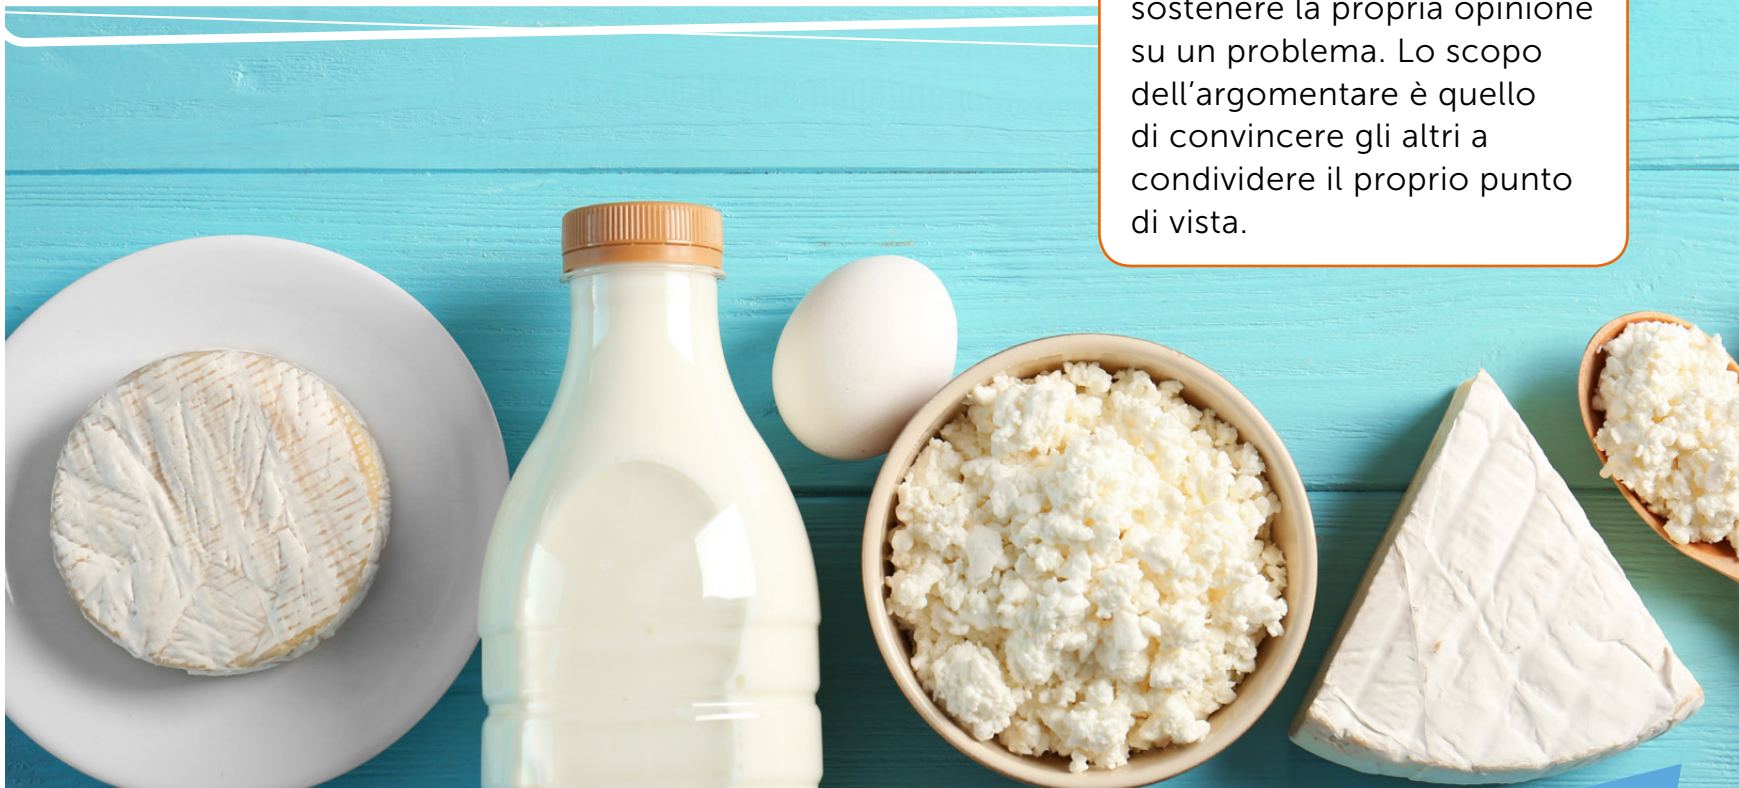 sostenere la propria opinione
su un problema. Lo scopo
dell’argomentare è quello
di convincere gli altri a
condividere il proprio punto
di vista.